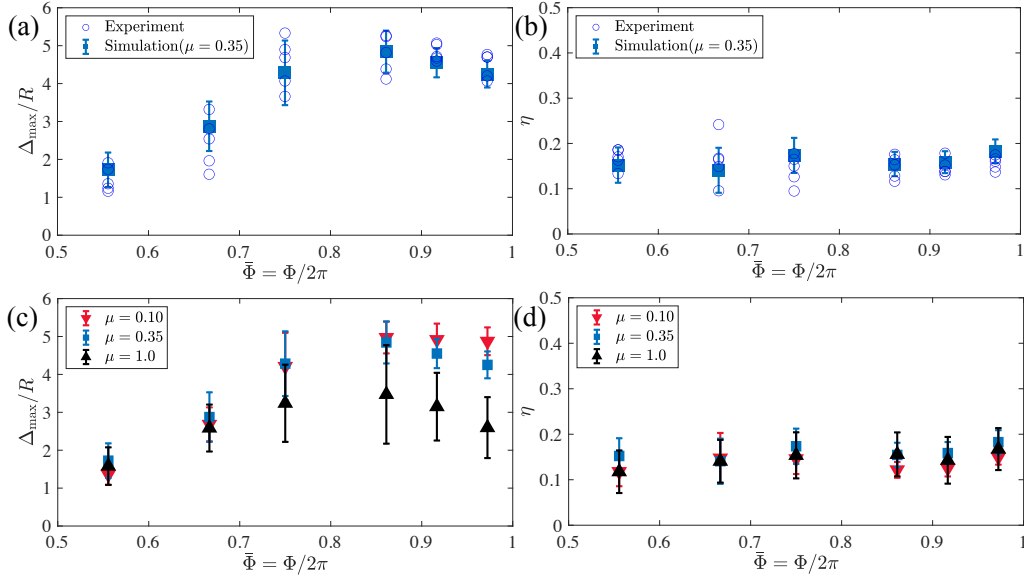 (a)
6
5
4
3
2
1
0
Δmax/R
Experiment
Simulation(μ = 0.35)
0.5 0.6 0.7 0.8 0.9 1
Φ̄ = Φ/2π
(b)
0.5
0.4
0.3
0.2
0.1
0
η
Experiment
Simulation(μ = 0.35)
0.5 0.6 0.7 0.8 0.9 1
Φ̄ = Φ/2π
(c)
6
5
4
3
2
1
0
Δmax/R
μ = 0.10
μ = 0.35
μ = 1.0
0.5 0.6 0.7 0.8 0.9 1
Φ̄ = Φ/2π
(d)
0.5
0.4
0.3
0.2
0.1
0
η
μ = 0.10
μ = 0.35
μ = 1.0
0.5 0.6 0.7 0.8 0.9 1
Φ̄ = Φ/2π